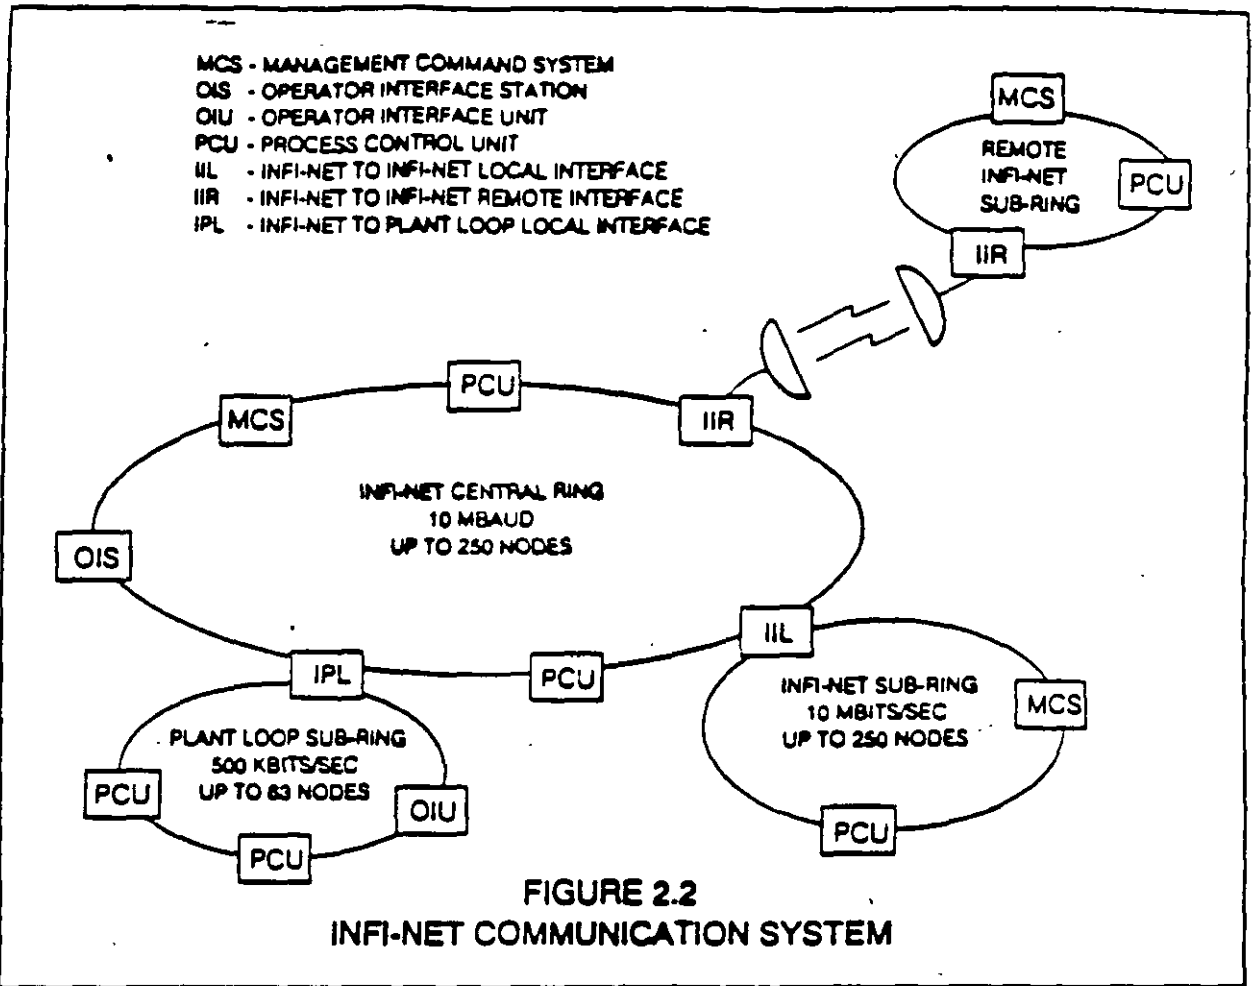 MCS - MANAGEMENT COMMAND SYSTEM
OIS - OPERATOR INTERFACE STATION
OIU - OPERATOR INTERFACE UNIT
PCU - PROCESS CONTROL UNIT
IIL - INFI-NET TO INFI-NET LOCAL INTERFACE
IIR - INFI-NET TO INFI-NET REMOTE INTERFACE
IPL - INFI-NET TO PLANT LOOP LOCAL INTERFACE
MCS
REMOTE
INFI-NET
SUB-RING
PCU
IIR
PCU
MCS
IIR
INFI-NET CENTRAL RING
10 MBAUD
UP TO 250 NODES
OIS
IIL
IPL
PCU
INFI-NET SUB-RING
10 MBITS/SEC
UP TO 250 NODES
MCS
PCU
PLANT LOOP SUB-RING
500 KBITS/SEC
UP TO 63 NODES
PCU
OIU
PCU
FIGURE 2.2
INFI-NET COMMUNICATION SYSTEM